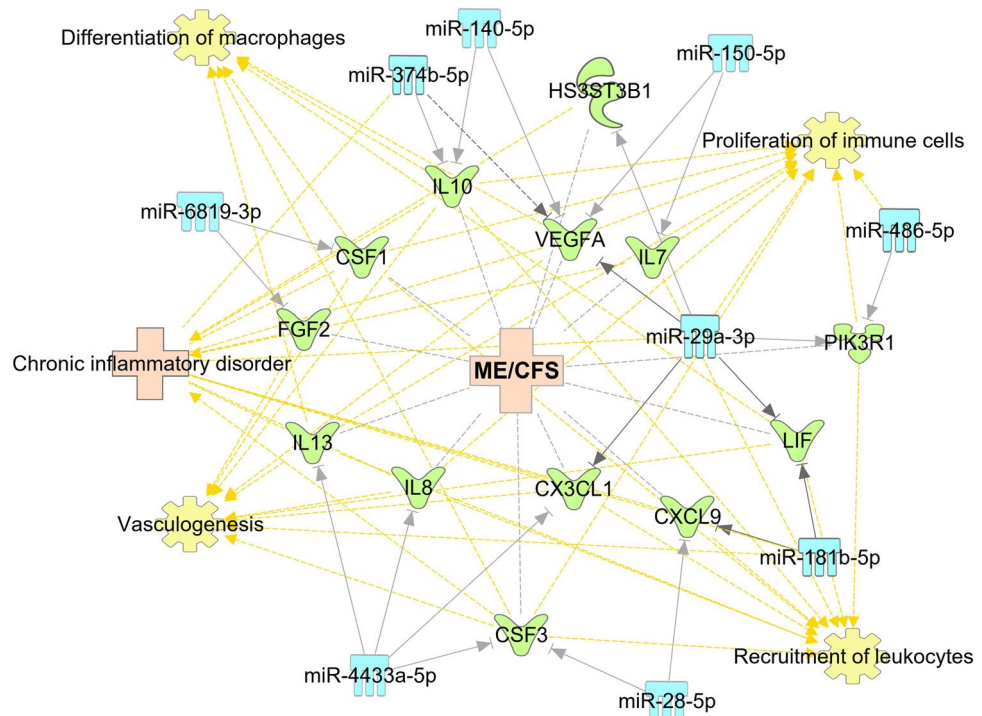 miR-140-5p
Differentiation of macrophages
miR-150-5p
miR-374b-5p
HS3ST3B1
Proliferation of immune cells
IL10
miR-6819-3p
miR-486-5p
VEGFA
IL7
CSF1
FGF2
miR-29a-3p
PIK3R1
Chronic inflammatory disorder
ME/CFS
IL13
LIF
IL8
CX3CL1
CXCL9
Vasculogenesis
miR-181b-5p
CSF3
Recruitment of leukocytes
miR-4433a-5p
miR-28-5p